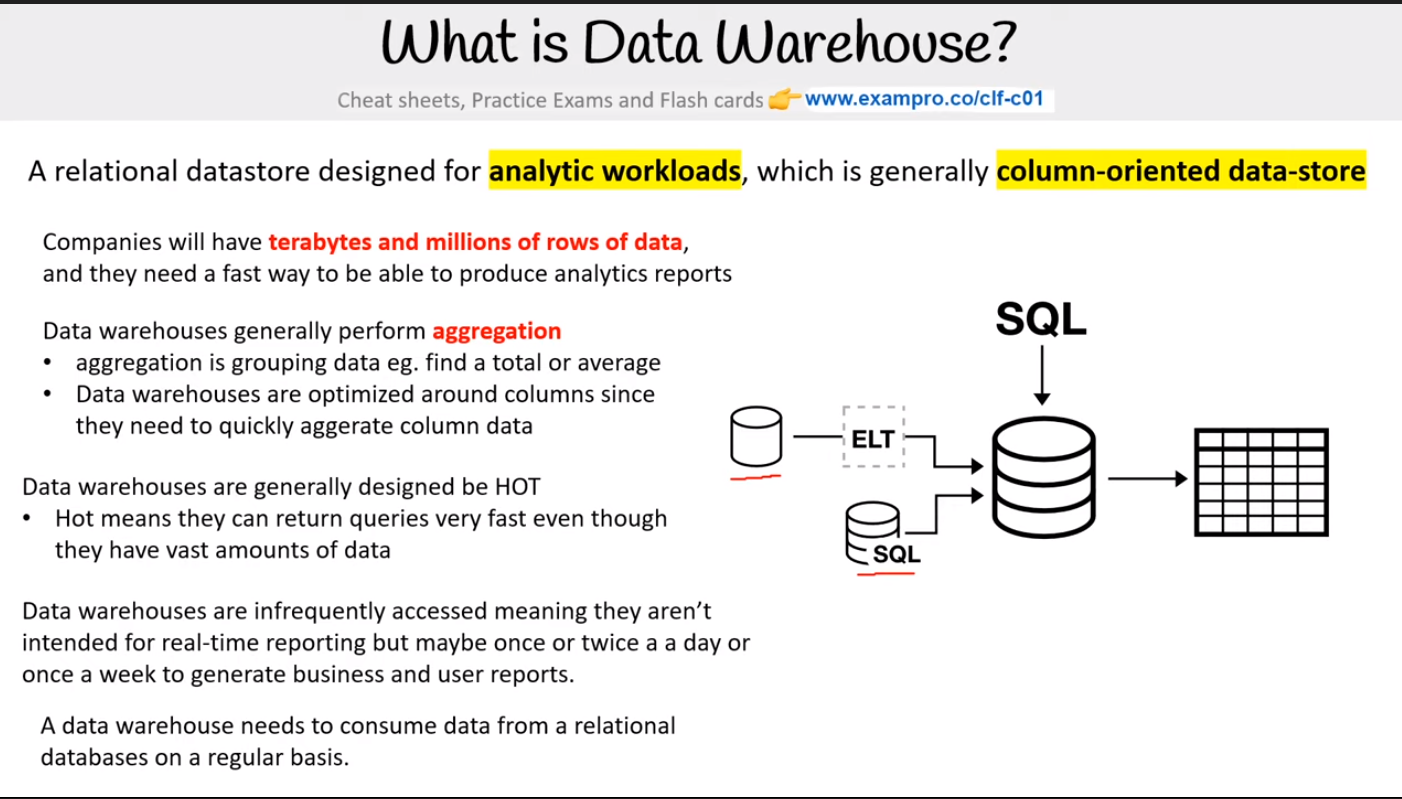 What is Data Warehouse?
Cheat sheets, Practice Exams and Flash cards 👉 www.exampro.co/clf-c01
A relational datastore designed for analytic workloads, which is generally column-oriented data-store
Companies will have terabytes and millions of rows of data,
and they need a fast way to be able to produce analytics reports
Data warehouses generally perform aggregation
• aggregation is grouping data eg. find a total or average
• Data warehouses are optimized around columns since
they need to quickly aggerate column data
Data warehouses are generally designed be HOT
• Hot means they can return queries very fast even though
they have vast amounts of data
Data warehouses are infrequently accessed meaning they aren’t
intended for real-time reporting but maybe once or twice a a day or
once a week to generate business and user reports.
A data warehouse needs to consume data from a relational
databases on a regular basis.
SQL
ELT
SQL